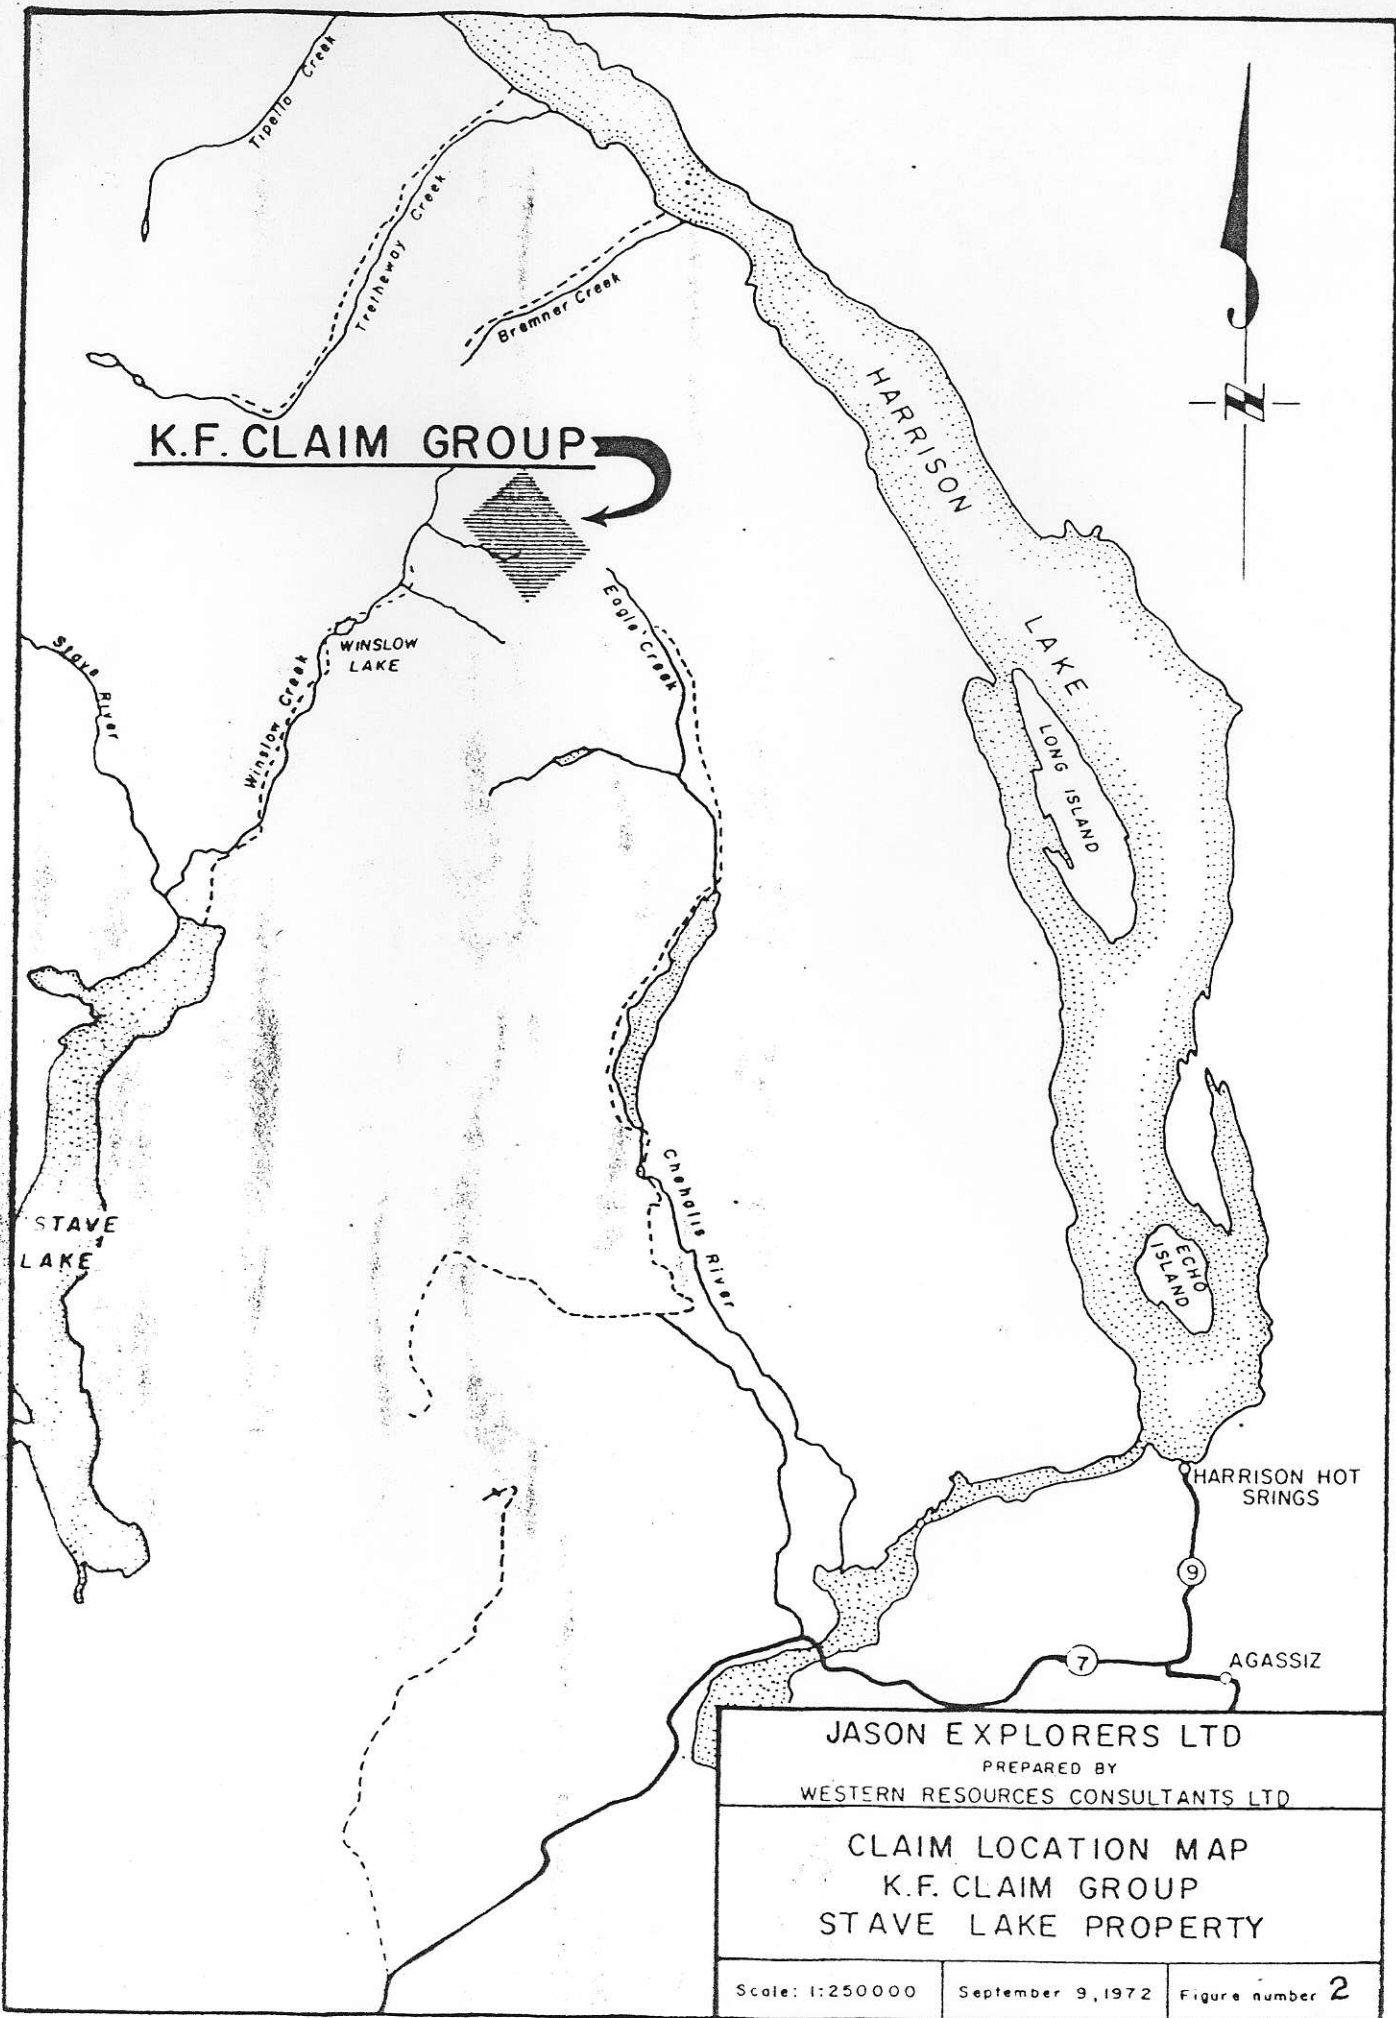 Tipella Creek
Tretheway Creek
Bremner Creek
HARRISON
LAKE
K.F. CLAIM GROUP
N
Stave River
Winslow Creek
WINSLOW
LAKE
Eagle Creek
LONG ISLAND
Chehalis River
STAVE
LAKE
ECHO
ISLAND
HARRISON HOT
SRINGS
9
7
AGASSIZ
JASON EXPLORERS LTD
PREPARED BY
WESTERN RESOURCES CONSULTANTS LTD
CLAIM LOCATION MAP
K.F. CLAIM GROUP
STAVE LAKE PROPERTY
Scale: 1:250000
September 9, 1972
Figure number 2